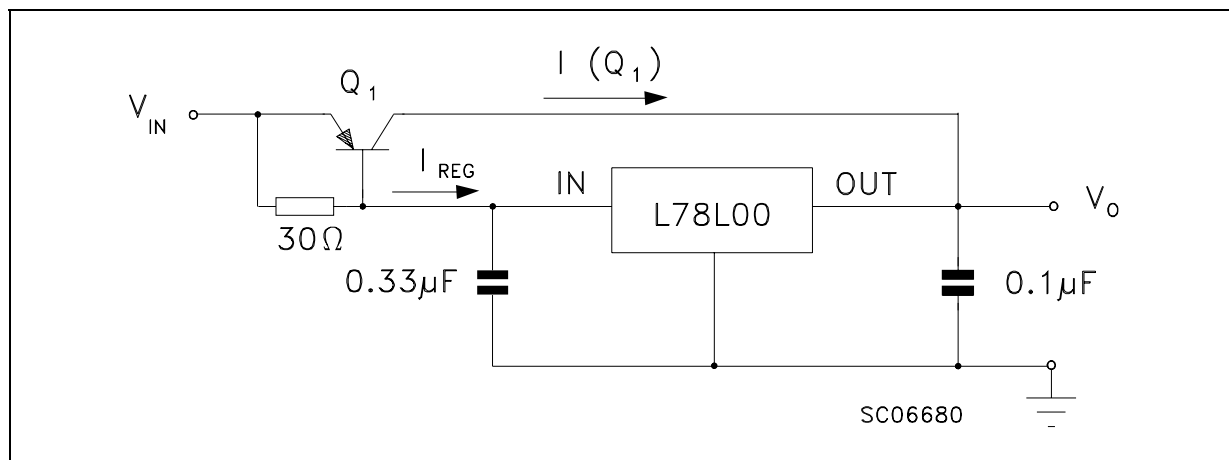 I (Q1)
Q1
VIN
IREG
IN
OUT
L78L00
VO
30Ω
0.33µF
0.1µF
SC06680